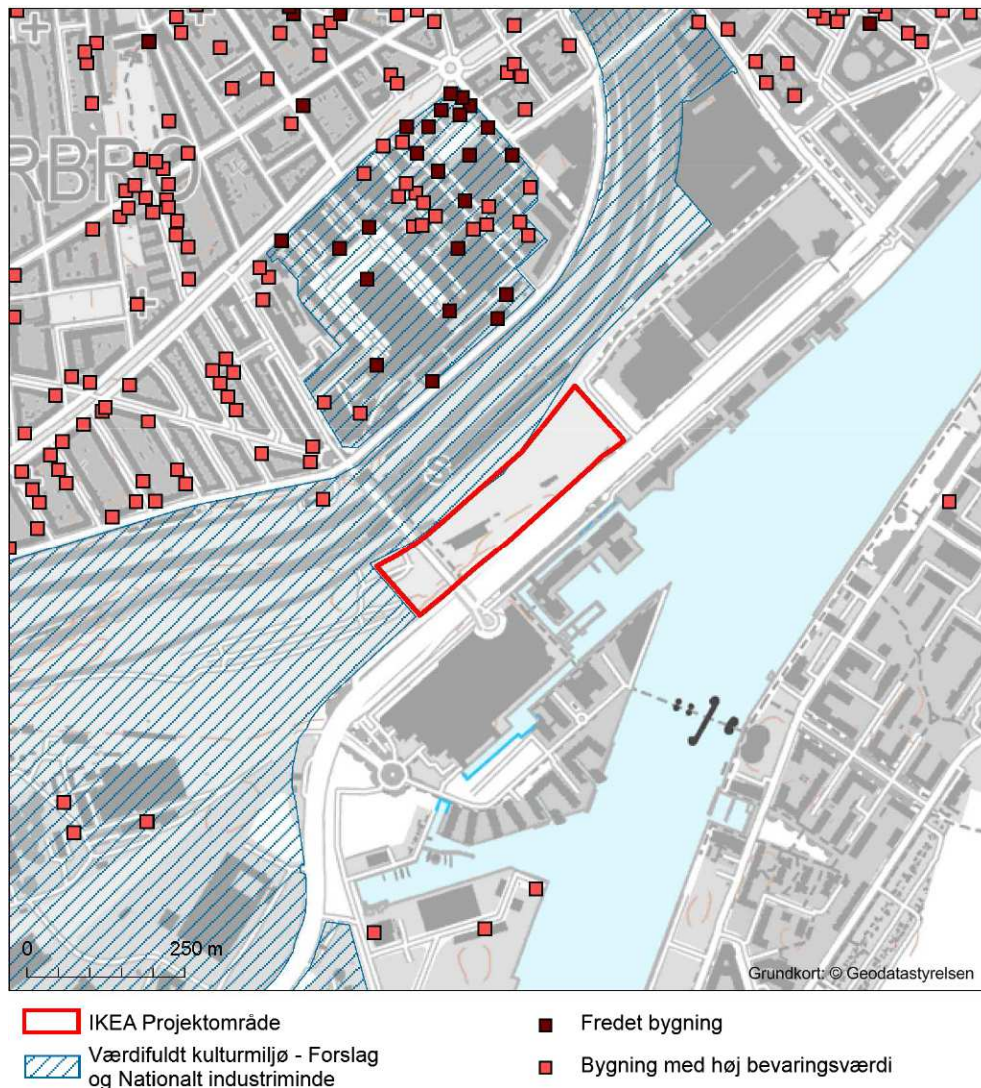 RBRO
S
A
0
250 m
Grundkort: © Geodatastyrelsen
IKEA Projektområde
Værdifuldt kulturmiljø - Forslag
og Nationalt industriminde
Fredet bygning
Bygning med høj bevaringsværdi